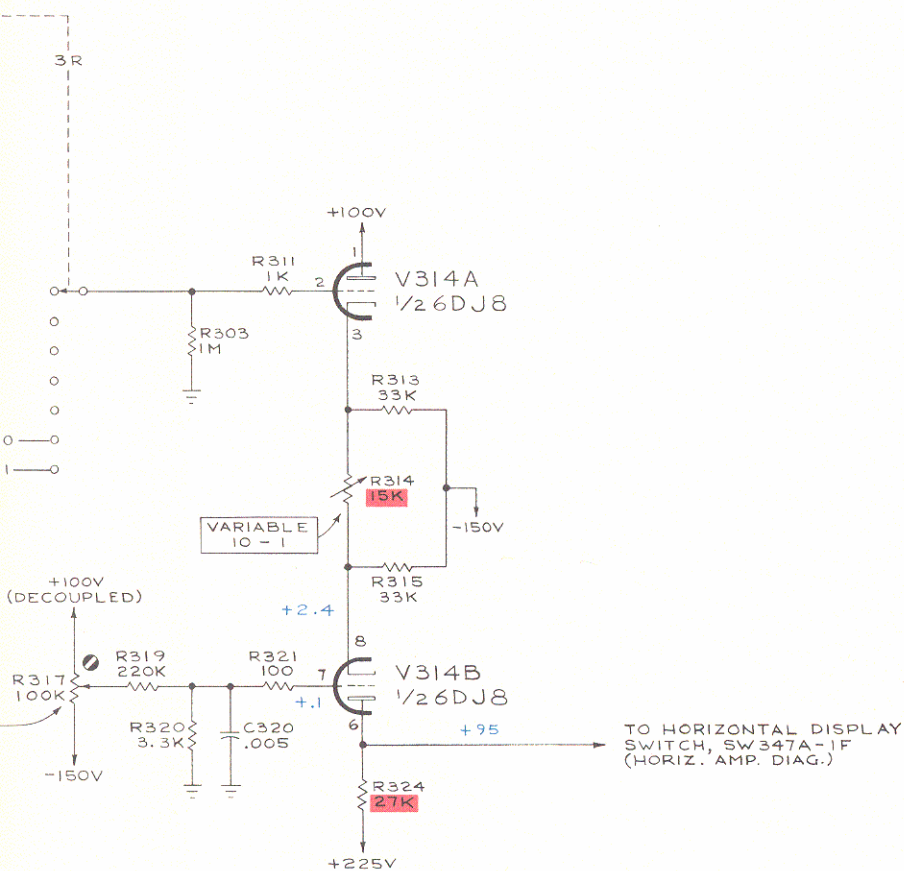 3R
+100V
1
R311
1K
2
V314A
1/2 6DJ8
3
R303
1M
R313
33K
R314
15K
-150V
VARIABLE
10 - 1
0
1
R315
33K
+100V
(DECOUPLED)
+2.4
8
R319
220K
R321
100
7
V314B
1/2 6DJ8
R317
100K
+.1
6
+95
R320
3.3K
C320
.005
TO HORIZONTAL DISPLAY
SWITCH, SW347A-1F
(HORIZ. AMP. DIAG.)
-150V
R324
27K
+225V